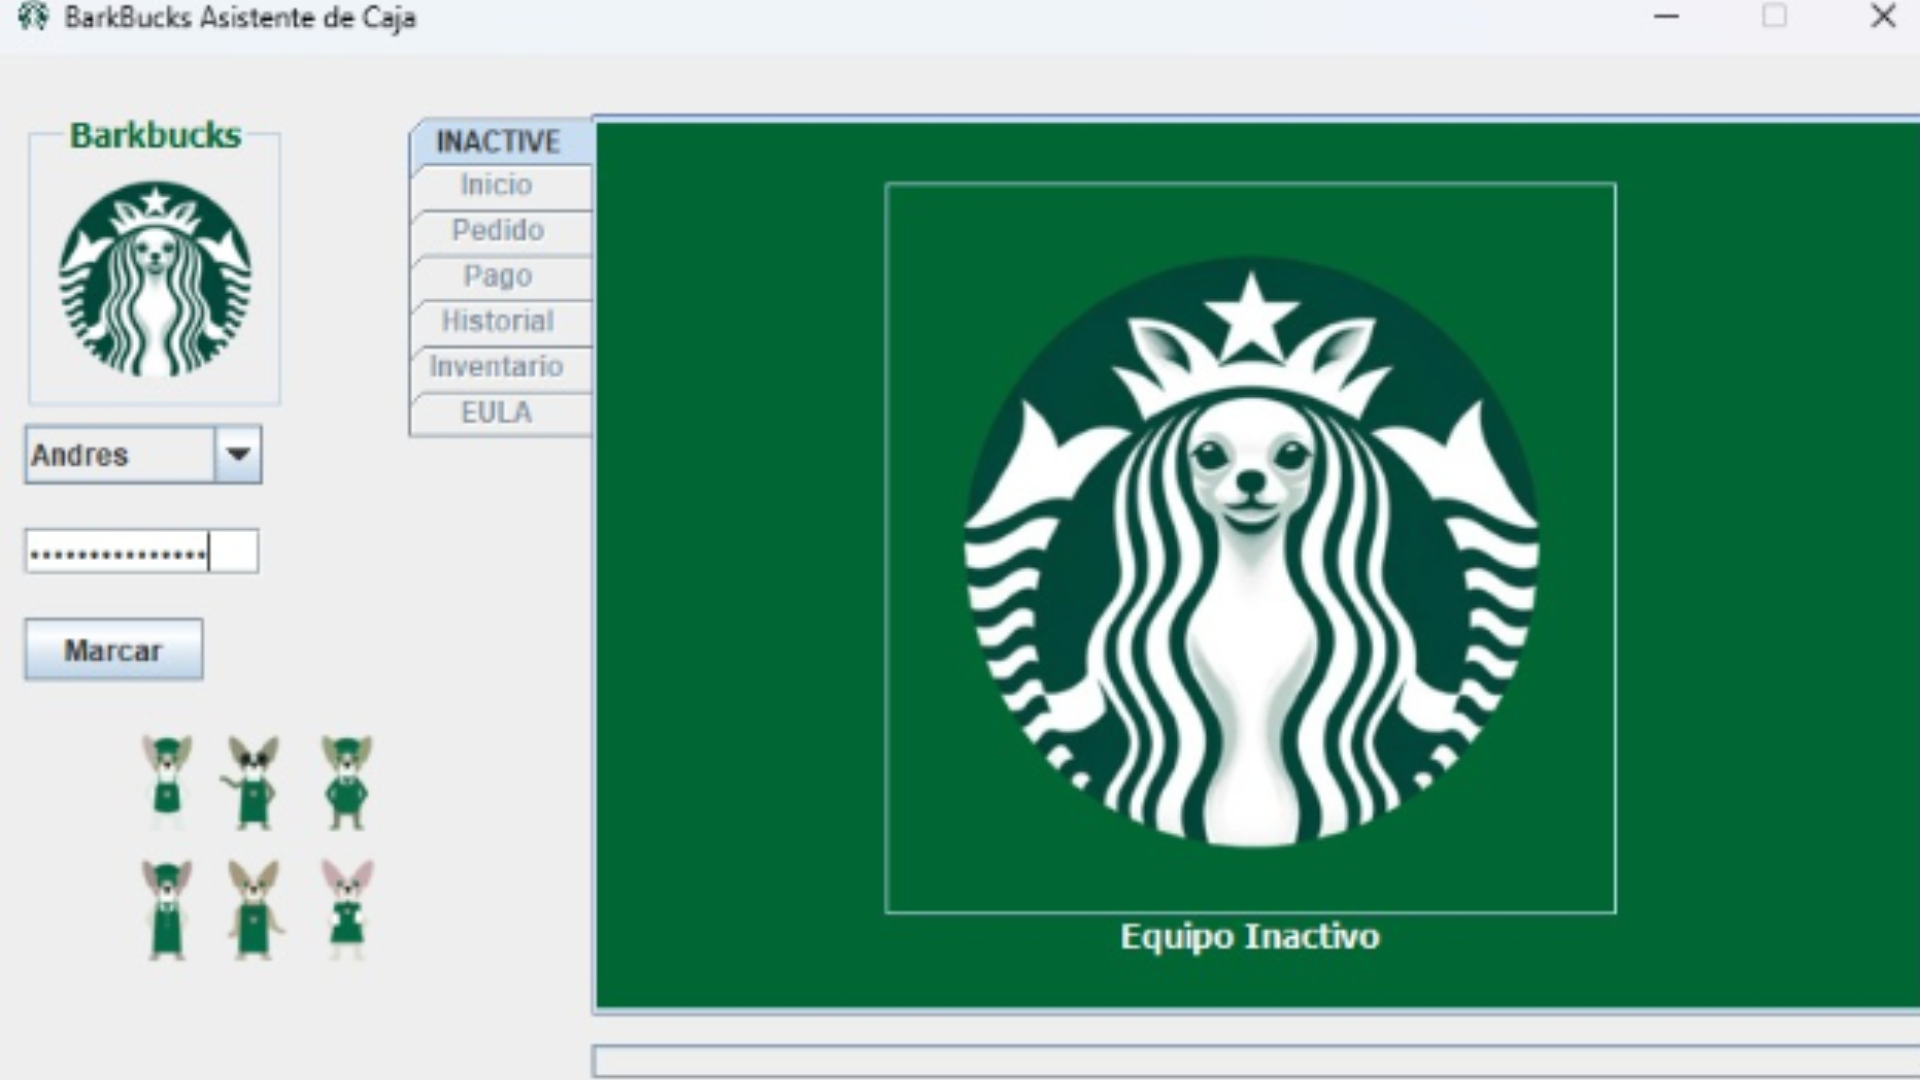 BarkBucks Asistente de Caja
Barkbucks
Andres
Marcar
INACTIVE
Inicio
Pedido
Pago
Historial
Inventario
EULA
Equipo Inactivo